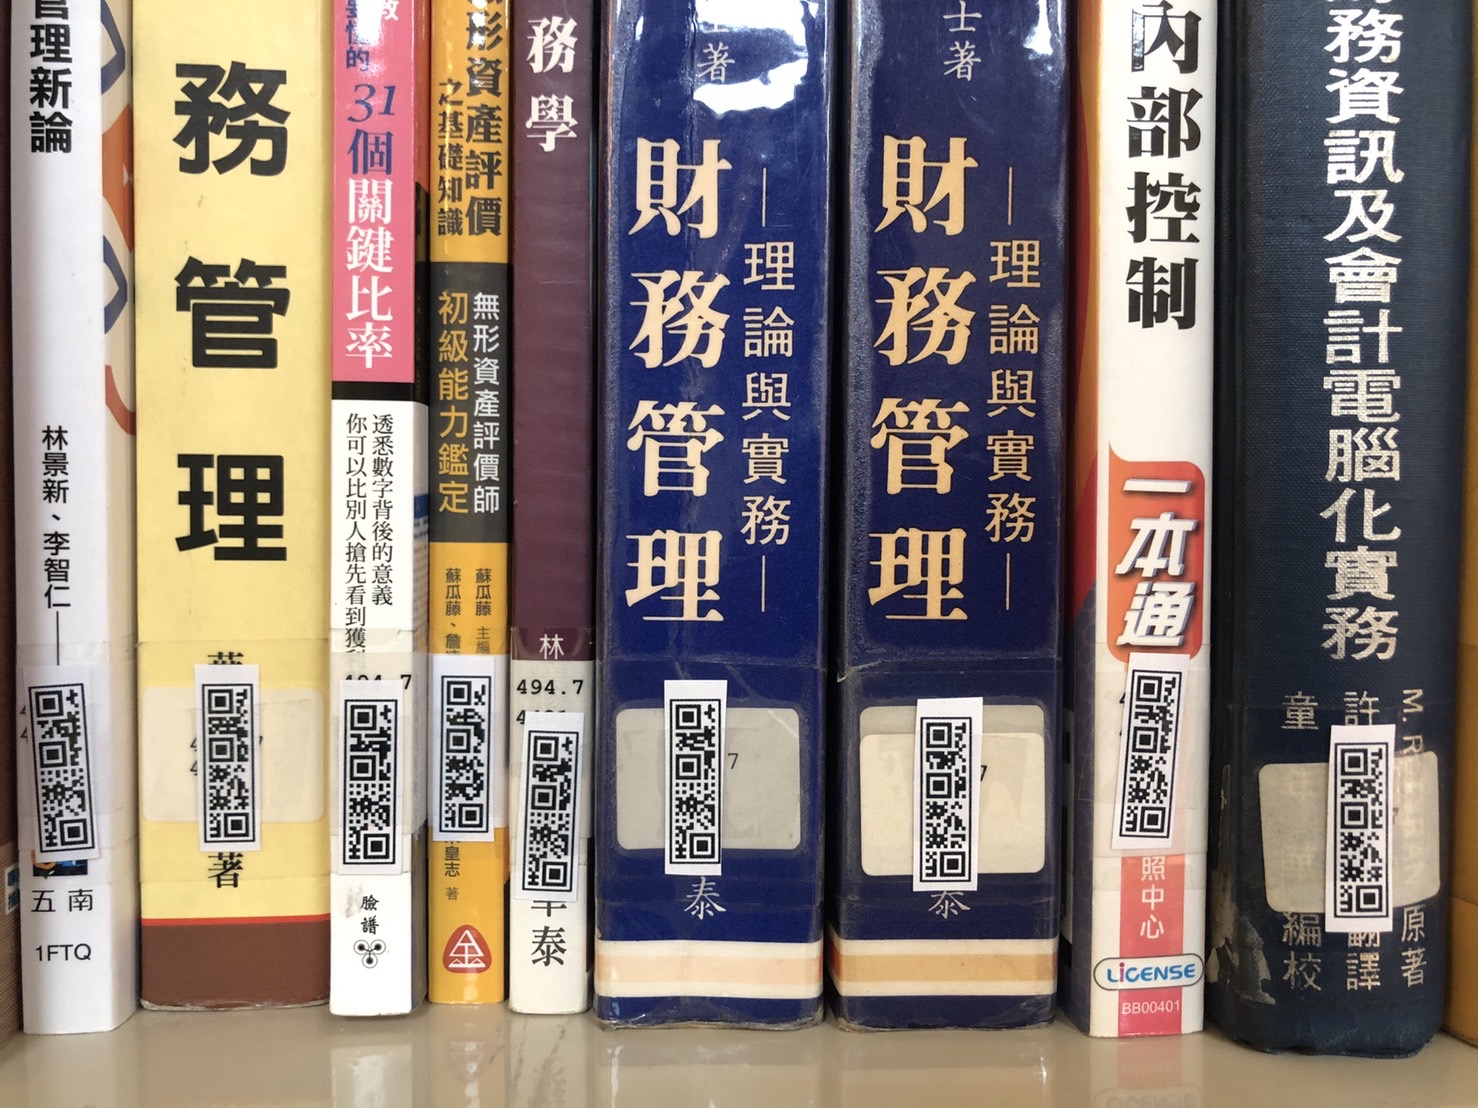 管理新論
林景新、李智仁
五南
1FTQ
務管理
著
31個關鍵比率
透悉數字背後的意義
你可以比別人搶先看到獲利
臉譜
形資產評價
之基礎知識
無形資產評價師
初級能力鑑定
蘇瓜藤 主編
蘇瓜藤、詹
皇志 著
金
務學
林
494.7
華泰
著
財務管理
—理論與實務—
7
泰
士著
財務管理
—理論與實務—
7
泰
內部控制
一本通
照中心
LiCENSE
BB00401
務資訊及會計電腦化實務
M.R
原著
許
翻譯
童
編校